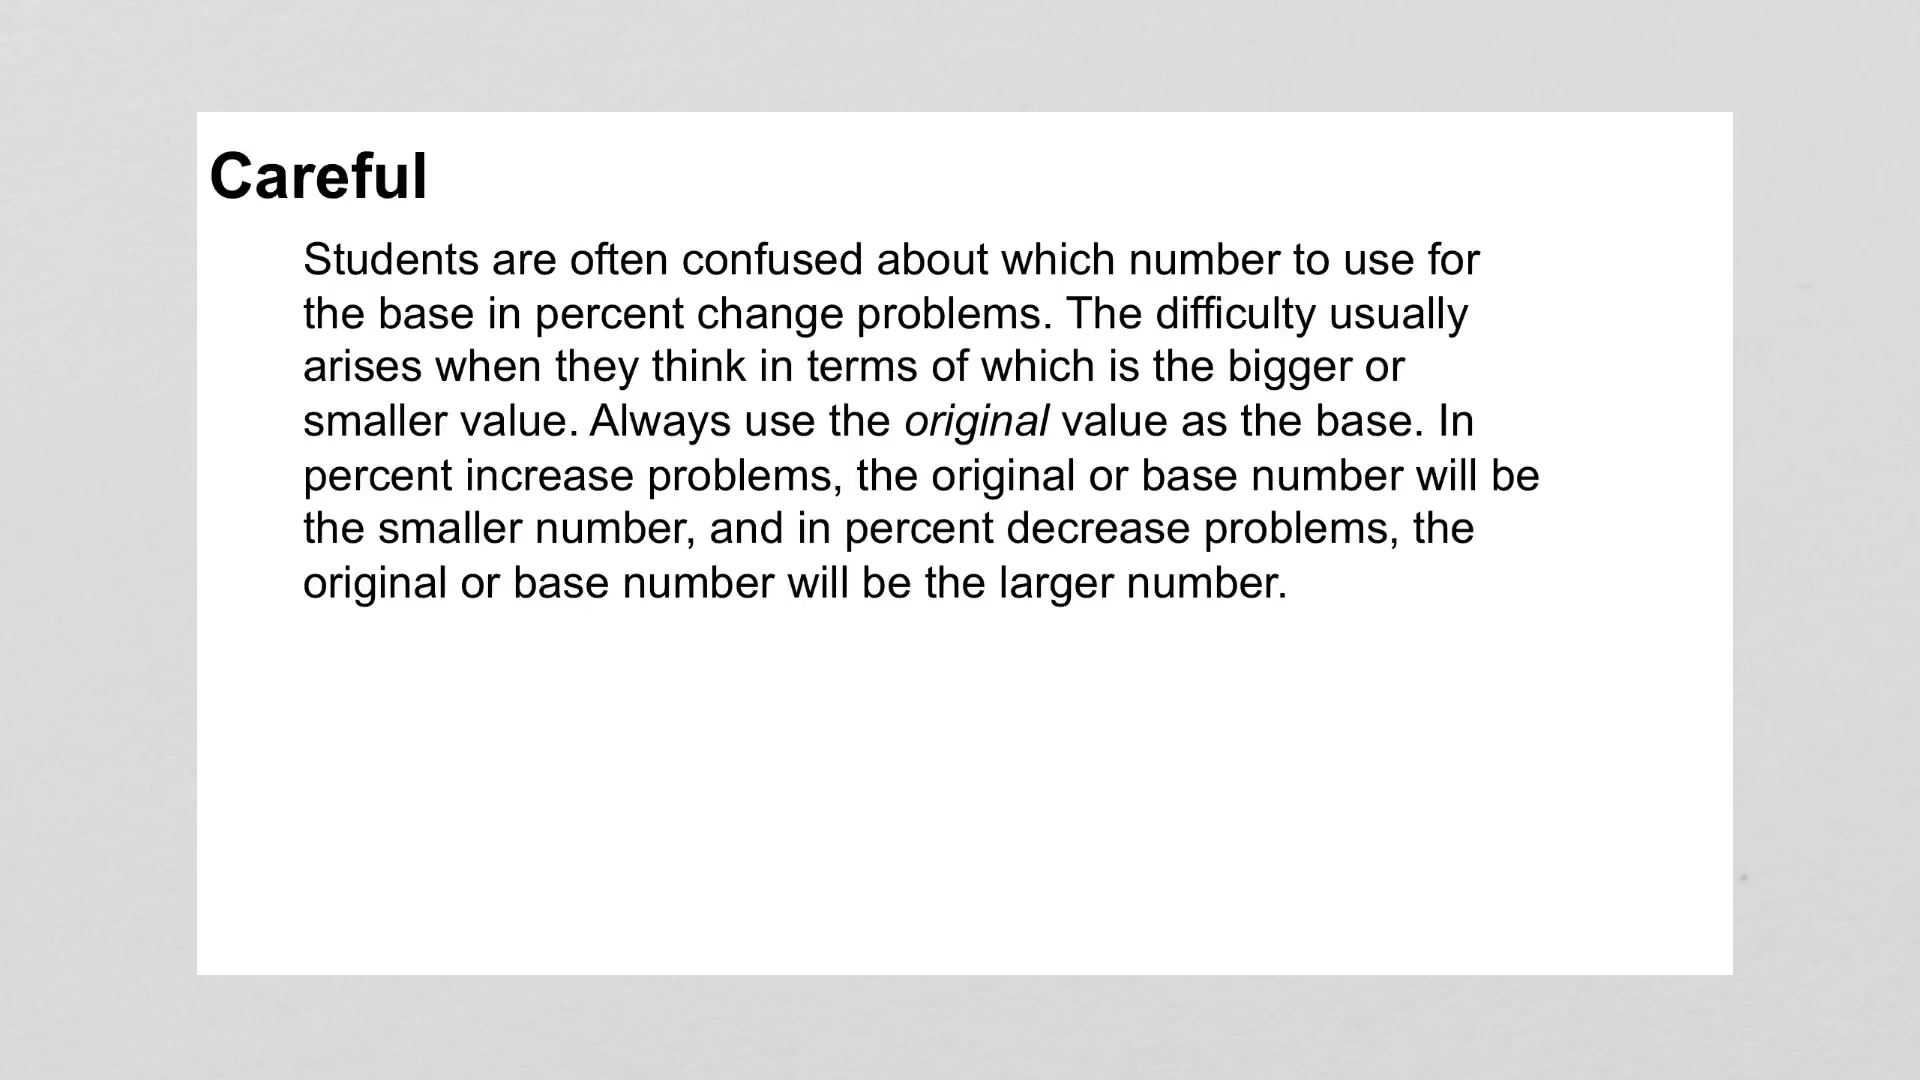 Careful
Students are often confused about which number to use for
the base in percent change problems. The difficulty usually
arises when they think in terms of which is the bigger or
smaller value. Always use the original value as the base. In
percent increase problems, the original or base number will be
the smaller number, and in percent decrease problems, the
original or base number will be the larger number.